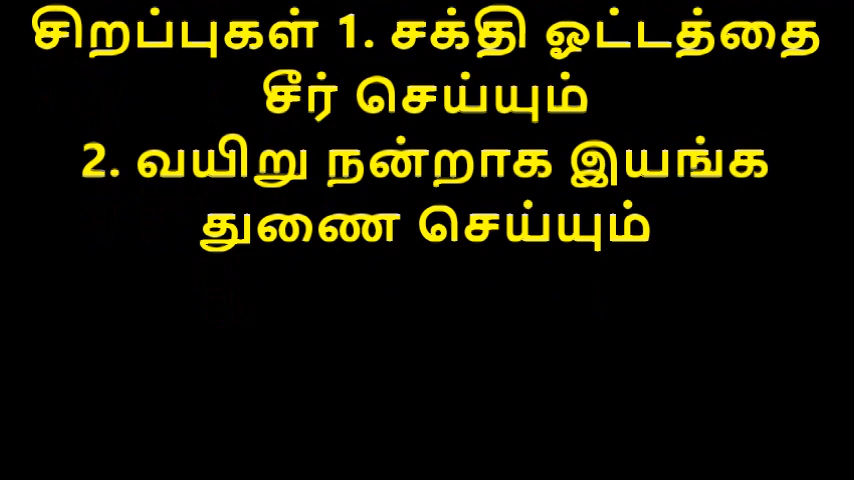 சிறப்புகள் 1. சக்தி ஓட்டத்தை
சீர் செய்யும்
2. வயிறு நன்றாக இயங்க
துணை செய்யும்